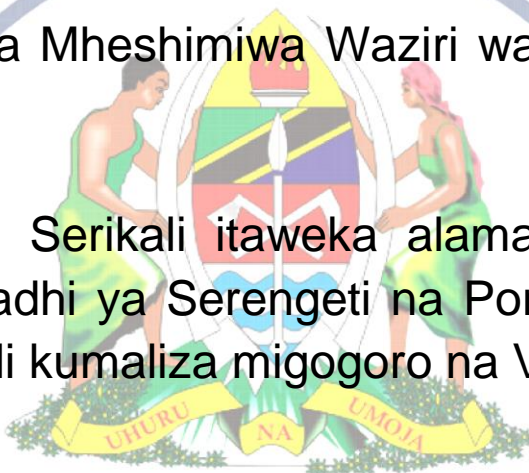 a Mheshimiwa Waziri wa
Serikali itaweka alama
adhi ya Serengeti na Por
li kumaliza migogoro na
UHURU NA UMOJA